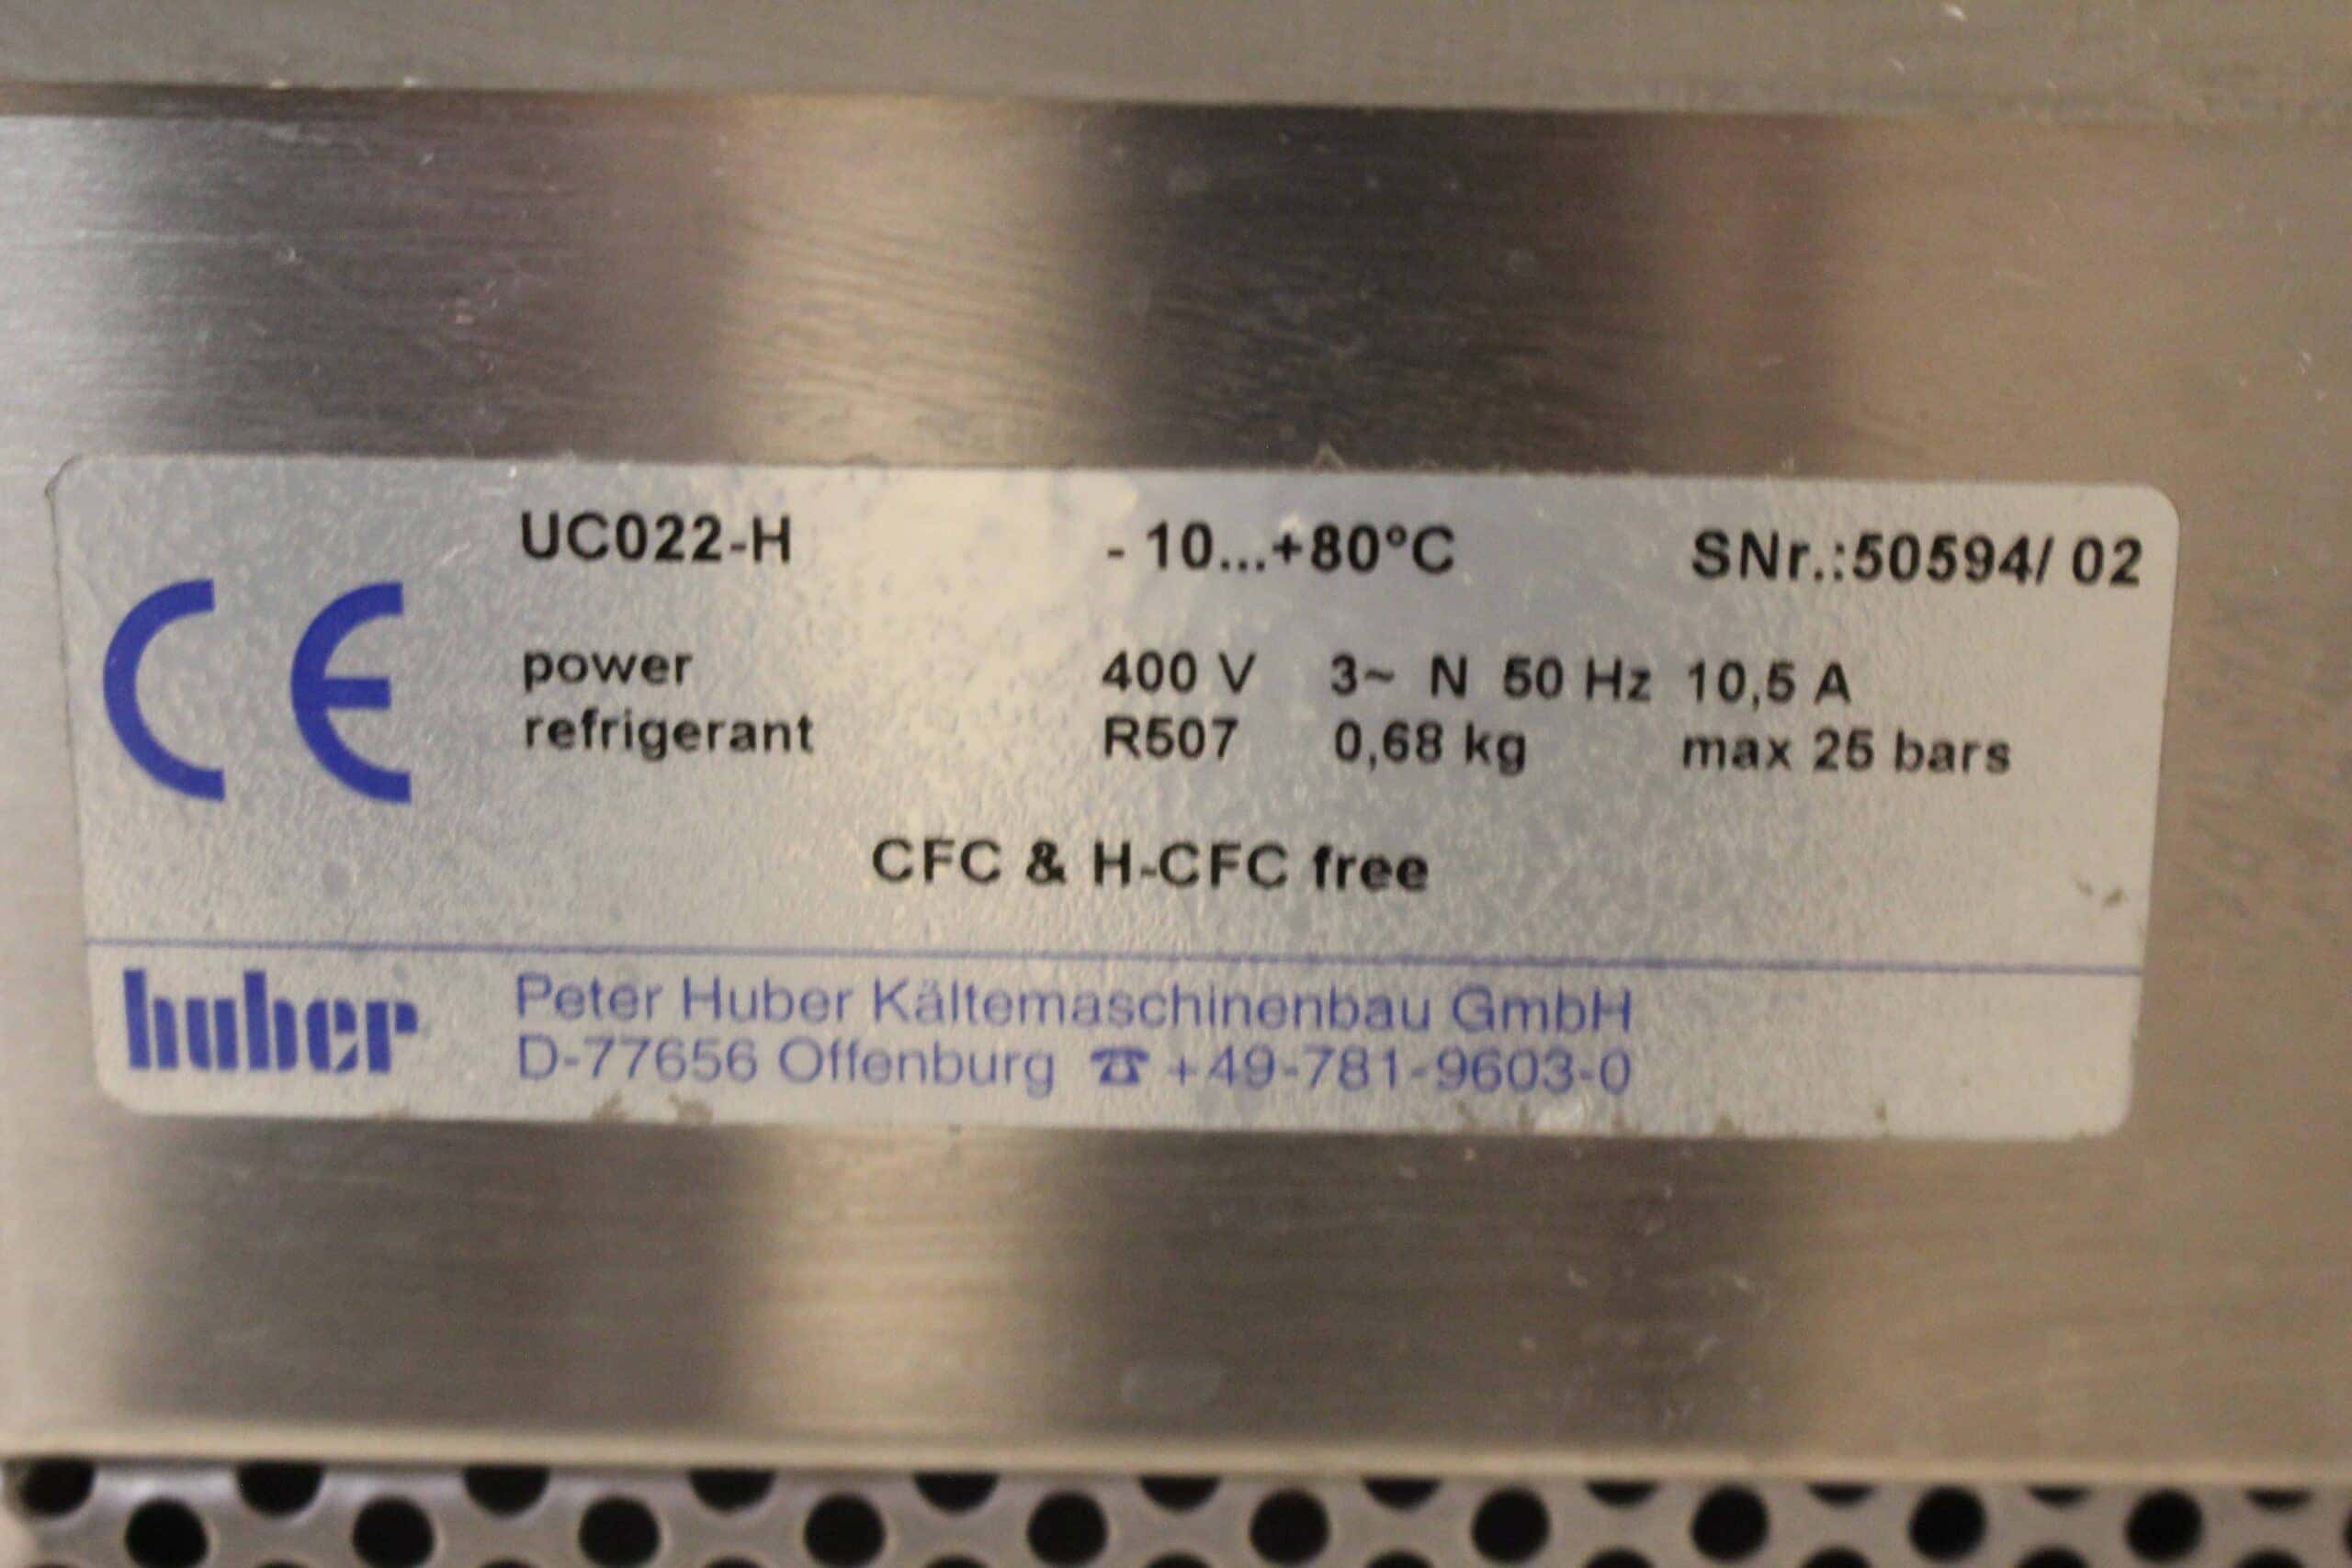 UC022-H - 10...+80°C SNr.:50594/ 02
CE
power 400 V 3~ N 50 Hz 10,5 A
refrigerant R507 0,68 kg max 25 bars
CFC & H-CFC free
huber
Peter Huber Kältemaschinenbau GmbH
D-77656 Offenburg ☎ +49-781-9603-0